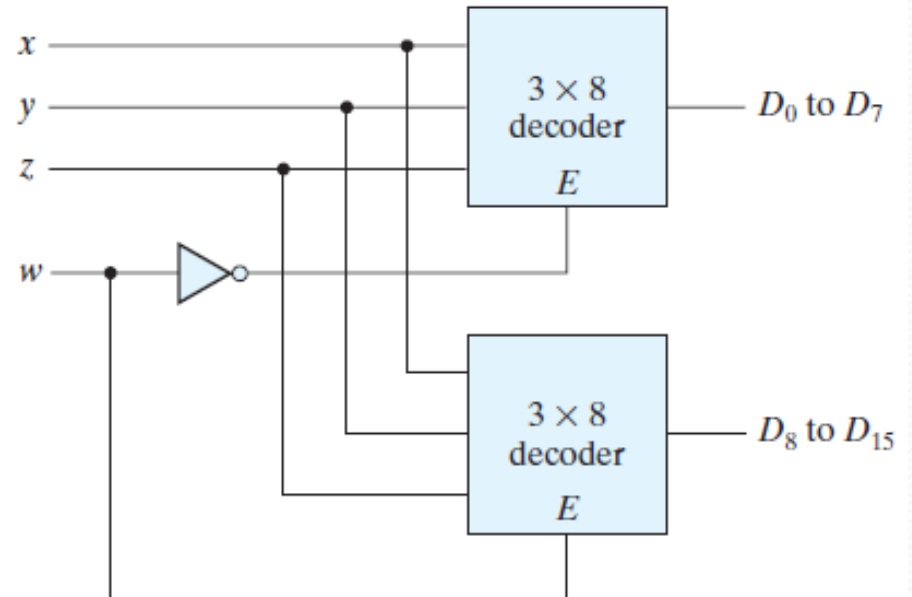 x
y
z
w
3 × 8
decoder
E
D₀ to D₇
3 × 8
decoder
E
D₈ to D₁₅